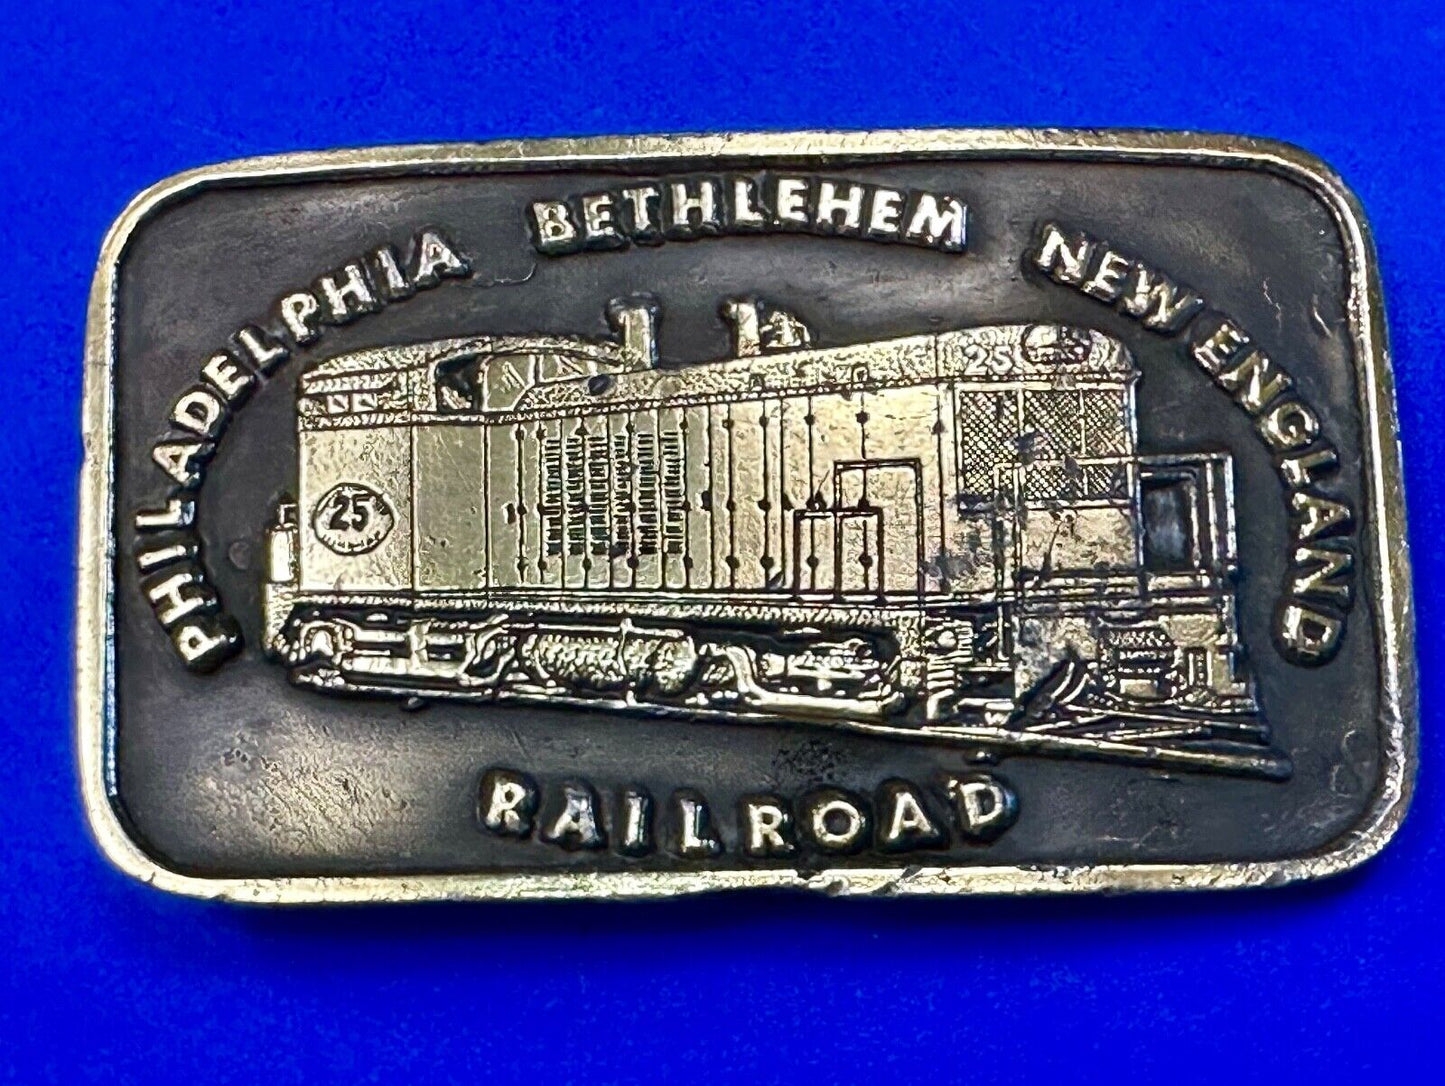 PHILADELPHIA BETHLEHEM NEW ENGLAND
25
25
RAILROAD